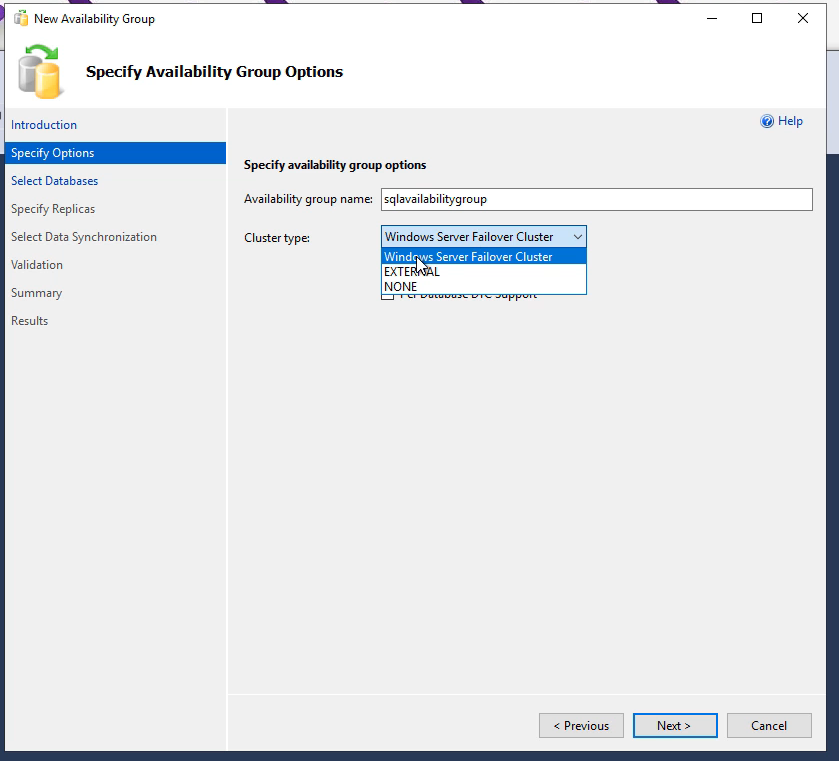 New Availability Group
Specify Availability Group Options
Help
Introduction
Specify Options
Select Databases
Specify Replicas
Select Data Synchronization
Validation
Summary
Results
Specify availability group options
Availability group name: sqlavailabilitygroup
Cluster type: Windows Server Failover Cluster
Windows Server Failover Cluster
EXTERNAL
NONE
Per Database DTC Support
< Previous
Next >
Cancel